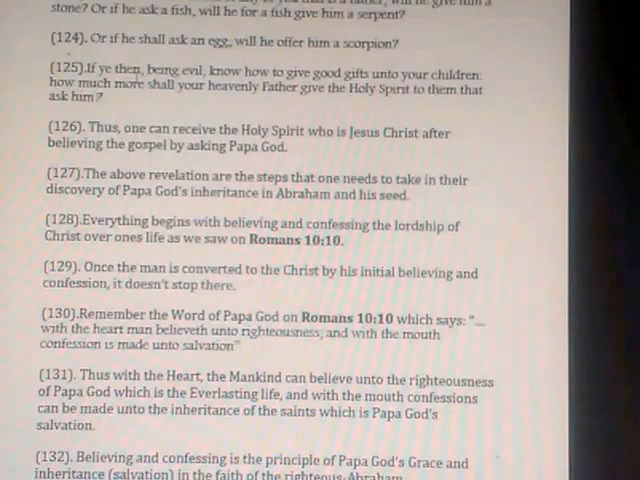 stone? Or if he ask a fish, will he for a fish give him a serpent?
(124). Or if he shall ask an egg, will he offer him a scorpion?
(125).If ye then, being evil, know how to give good gifts unto your children:
how much more shall your heavenly Father give the Holy Spirit to them that
ask him?
(126). Thus, one can receive the Holy Spirit who is Jesus Christ after
believing the gospel by asking Papa God.
(127).The above revelation are the steps that one needs to take in their
discovery of Papa God's inheritance in Abraham and his seed.
(128).Everything begins with believing and confessing the lordship of
Christ over ones life as we saw on Romans 10:10.
(129). Once the man is converted to the Christ by his initial believing and
confession, it doesn't stop there.
(130).Remember the Word of Papa God on Romans 10:10 which says: "...
with the heart man believeth unto righteousness, and with the mouth
confession is made unto salvation"
(131). Thus with the Heart, the Mankind can believe unto the righteousness
of Papa God which is the Everlasting life, and with the mouth confessions
can be made unto the inheritance of the saints which is Papa God's
salvation.
(132). Believing and confessing is the principle of Papa God's Grace and
inheritance (salvation) in the faith of the righteous-Abraham